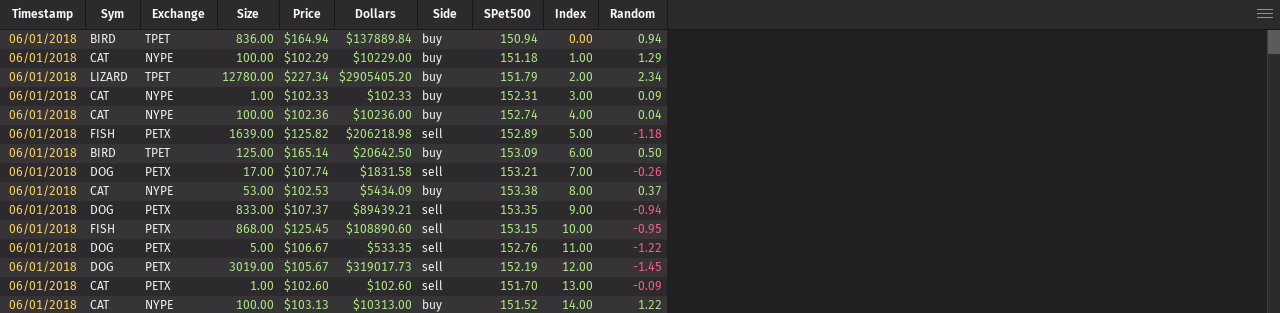 Timestamp Sym Exchange Size Price Dollars Side SPet500 Index Random
06/01/2018 BIRD TPET 836.00 $164.94 $137889.84 buy 150.94 0.00 0.94
06/01/2018 CAT NYPE 100.00 $102.29 $10229.00 buy 151.18 1.00 1.29
06/01/2018 LIZARD TPET 12780.00 $227.34 $2905405.20 buy 151.79 2.00 2.34
06/01/2018 CAT NYPE 1.00 $102.33 $102.33 buy 152.31 3.00 0.09
06/01/2018 CAT NYPE 100.00 $102.36 $10236.00 buy 152.74 4.00 0.04
06/01/2018 FISH PETX 1639.00 $125.82 $206218.98 sell 152.89 5.00 -1.18
06/01/2018 BIRD TPET 125.00 $165.14 $20642.50 buy 153.09 6.00 0.50
06/01/2018 DOG PETX 17.00 $107.74 $1831.58 sell 153.21 7.00 -0.26
06/01/2018 CAT NYPE 53.00 $102.53 $5434.09 buy 153.38 8.00 0.37
06/01/2018 DOG PETX 833.00 $107.37 $89439.21 sell 153.35 9.00 -0.94
06/01/2018 FISH PETX 868.00 $125.45 $108890.60 sell 153.15 10.00 -0.95
06/01/2018 DOG PETX 5.00 $106.67 $533.35 sell 152.76 11.00 -1.22
06/01/2018 DOG PETX 3019.00 $105.67 $319017.73 sell 152.19 12.00 -1.45
06/01/2018 CAT PETX 1.00 $102.60 $102.60 sell 151.70 13.00 -0.09
06/01/2018 CAT NYPE 100.00 $103.13 $10313.00 buy 151.52 14.00 1.22